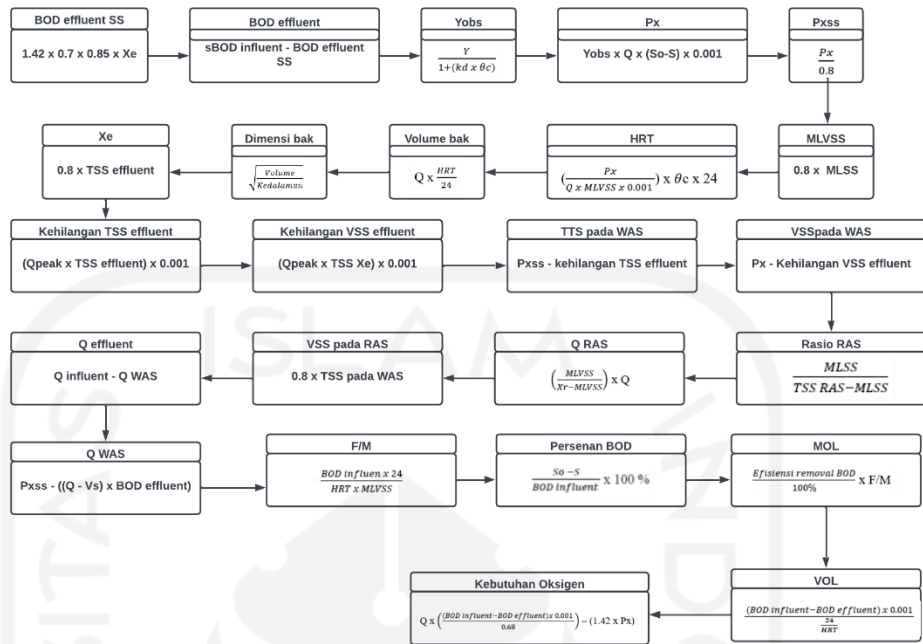 BOD effluent SS
1.42 x 0.7 x 0.85 x Xe
BOD effluent
sBOD influent - BOD effluent
SS
Yobs
Y
1+(kd x θc)
Px
Yobs x Q x (So-S) x 0.001
Pxss
Px
0.8
MLVSS
0.8 x MLSS
HRT
(Px / Q x MLVSS x 0.001) x θc x 24
Volume bak
Q x HRT / 24
Dimensi bak
√(Volume / Kedalaman)
Xe
0.8 x TSS effluent
Kehilangan TSS effluent
(Qpeak x TSS effluent) x 0.001
Kehilangan VSS effluent
(Qpeak x TSS Xe) x 0.001
TTS pada WAS
Pxss - kehilangan TSS effluent
VSSpada WAS
Px - Kehilangan VSS effluent
Rasio RAS
MLSS
TSS RAS−MLSS
Q RAS
(MLVSS / Xr−MLVSS) x Q
VSS pada RAS
0.8 x TSS pada WAS
Q effluent
Q influent - Q WAS
Q WAS
Pxss - ((Q - Vs) x BOD effluent)
F/M
BOD influen x 24
HRT x MLVSS
Persenan BOD
So −S / BOD influent x 100 %
MOL
Efisiensi removal BOD / 100% x F/M
VOL
(BOD influent−BOD effluent) x 0.001
24 / HRT
Kebutuhan Oksigen
Q x ((BOD influent−BOD effluent)x 0.001 / 0.68) − (1.42 x Px)
ISLAM
SITAS
IND